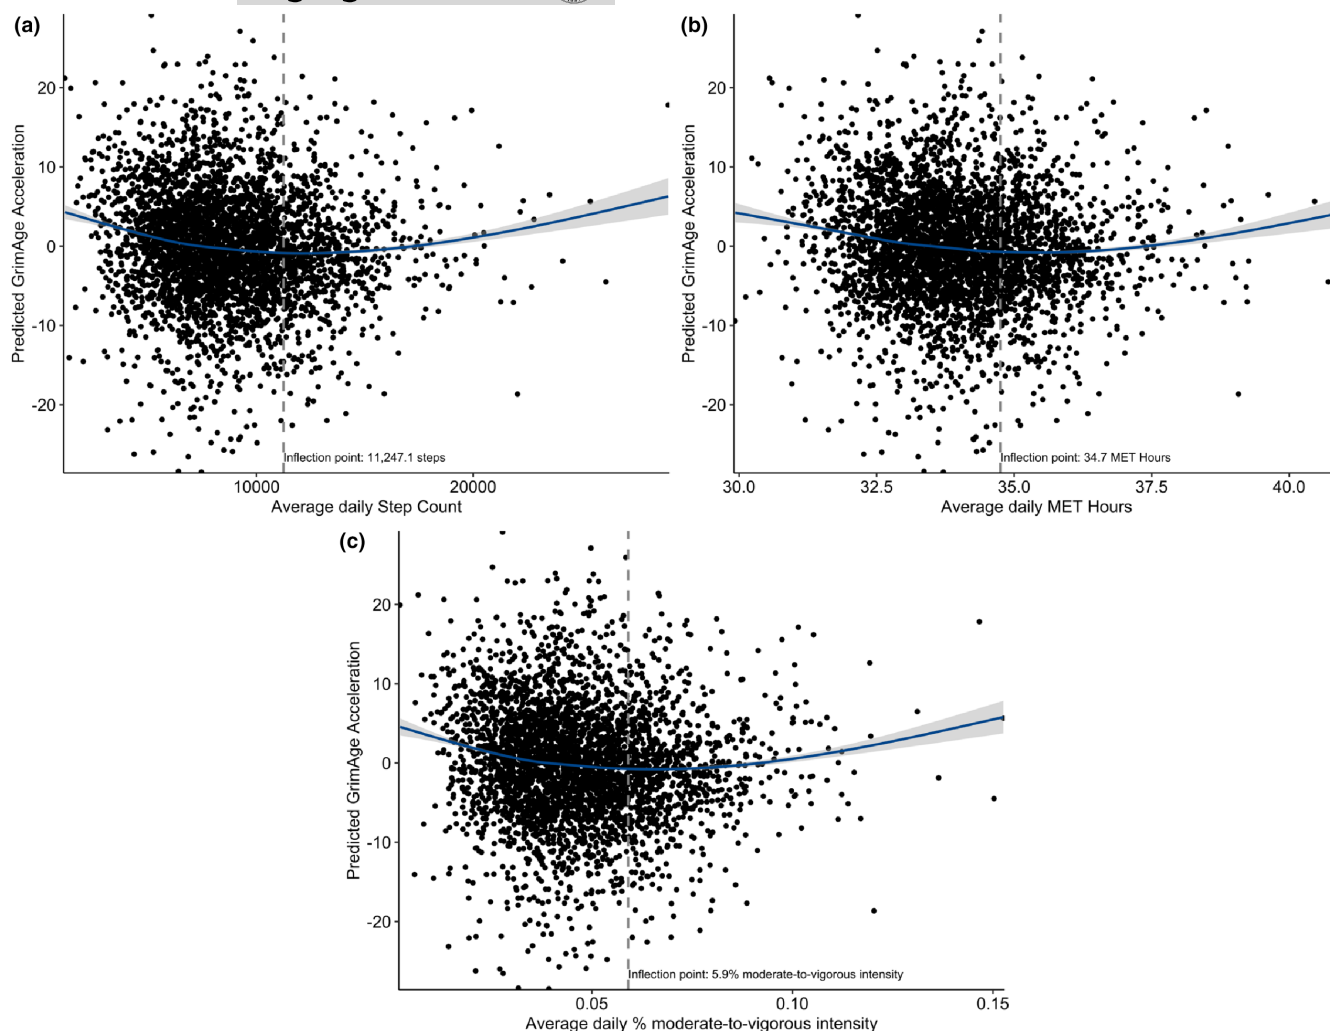 (a)
20
10
0
-10
-20
Predicted GrimAge Acceleration
Inflection point: 11,247.1 steps
10000
20000
Average daily Step Count
(b)
20
10
0
-10
-20
Predicted GrimAge Acceleration
Inflection point: 34.7 MET Hours
30.0
32.5
35.0
37.5
40.0
Average daily MET Hours
(c)
20
10
0
-10
-20
Predicted GrimAge Acceleration
Inflection point: 5.9% moderate-to-vigorous intensity
0.05
0.10
0.15
Average daily % moderate-to-vigorous intensity